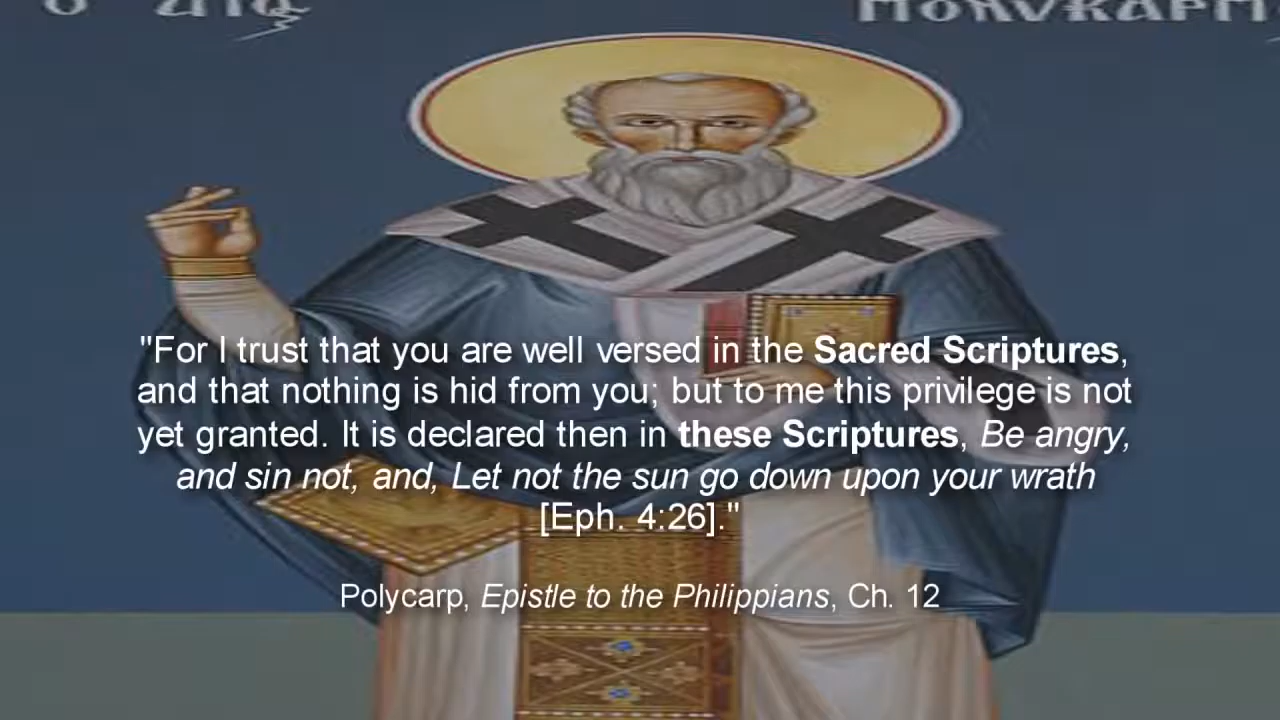 "For I trust that you are well versed in the Sacred Scriptures,
and that nothing is hid from you; but to me this privilege is not
yet granted. It is declared then in these Scriptures, Be angry,
and sin not, and, Let not the sun go down upon your wrath
[Eph. 4:26]."
Polycarp, Epistle to the Philippians, Ch. 12